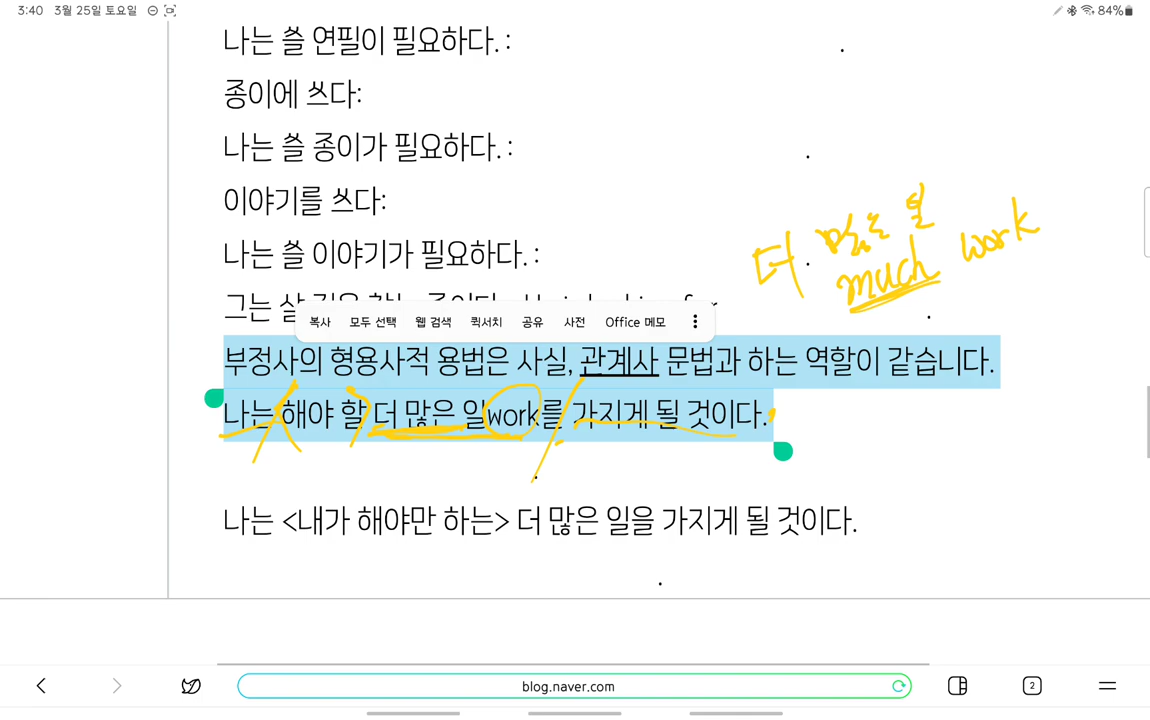 3:40 3월 25일 토요일 84%
나는 쓸 연필이 필요하다. : .
종이에 쓰다:
나는 쓸 종이가 필요하다. : .
이야기를 쓰다:
나는 쓸 이야기가 필요하다. : .
더 많은 일
much work
그는 살 .
복사 모두 선택 웹 검색 퀵서치 공유 사전 Office 메모
부정사의 형용사적 용법은 사실, 관계사 문법과 하는 역할이 같습니다.
나는 해야 할 더 많은 일work를 가지게 될 것이다.
.
나는 <내가 해야만 하는> 더 많은 일을 가지게 될 것이다.
.
blog.naver.com 2